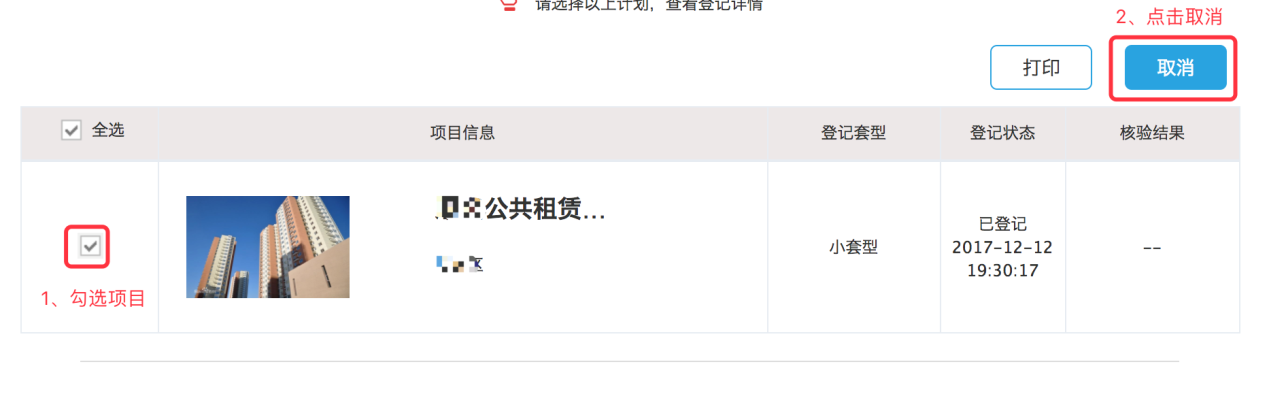 请选择以上计划，查看登记详情
2、点击取消
打印
取消
全选
项目信息
登记套型
登记状态
核验结果
公共租赁...
区
小套型
已登记
2017-12-12
19:30:17
--
1、勾选项目